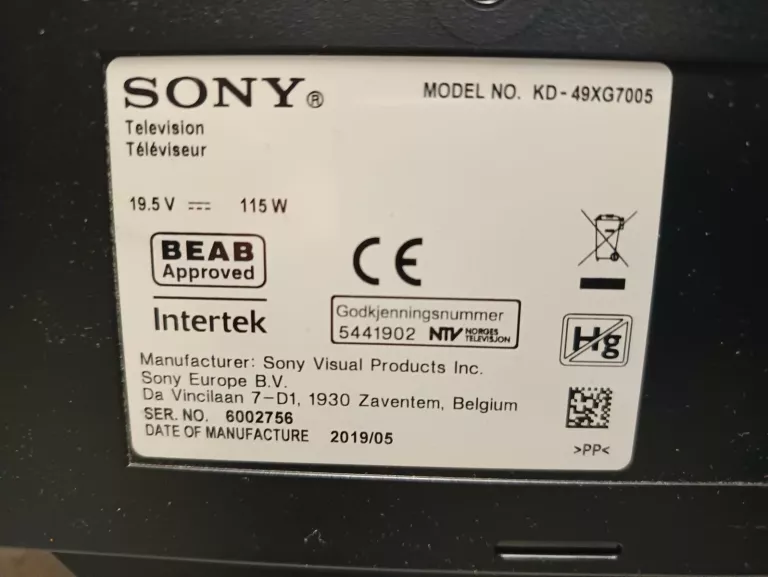 SONY®
MODEL NO. KD-49XG7005
Television
Téléviseur
19.5 V ⎓ 115 W
BEAB
Approved
Intertek
CE
Godkjenningsnummer
5441902 NTV NORGES
TELEVISJON
Hg
Manufacturer: Sony Visual Products Inc.
Sony Europe B.V.
Da Vincilaan 7-D1, 1930 Zaventem, Belgium
SER. NO. 6002756
DATE OF MANUFACTURE 2019/05
>PP<